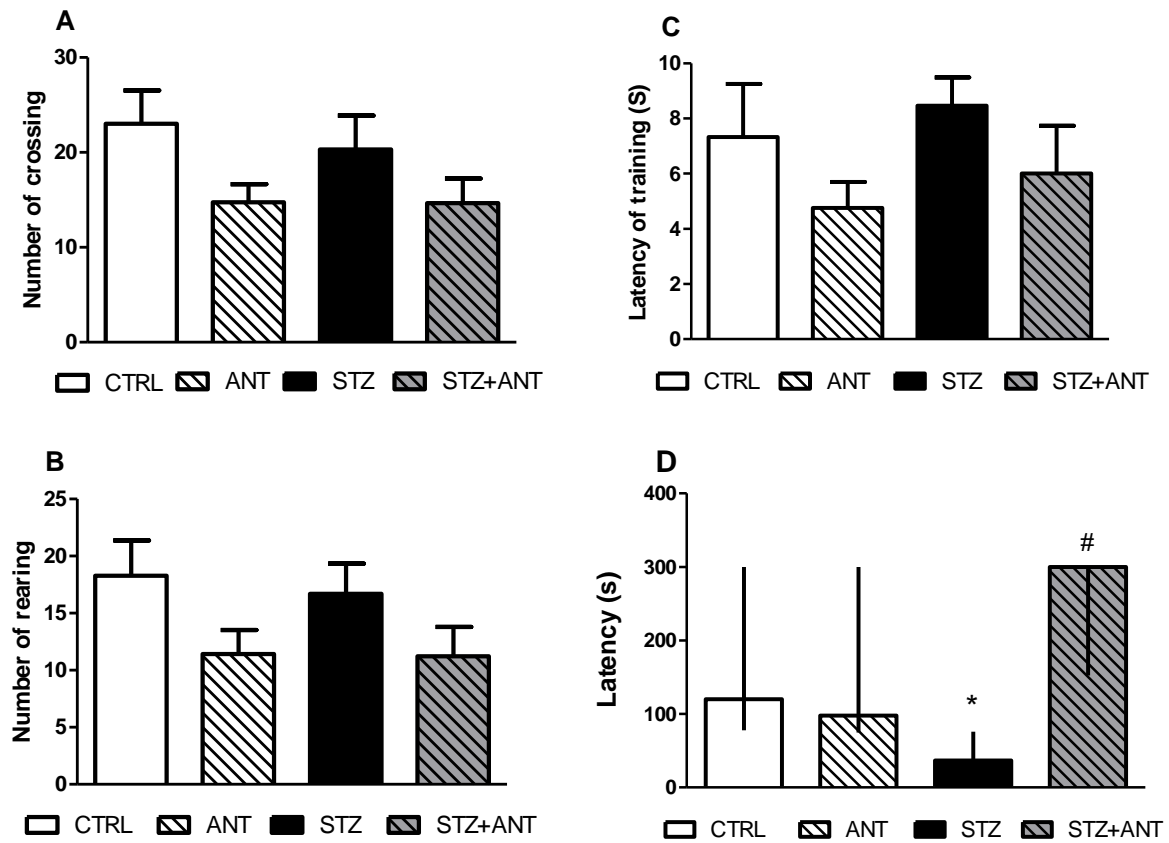 A
Number of crossing
30
20
10
0
CTRL ANT STZ STZ+ANT
B
Number of rearing
25
20
15
10
5
0
CTRL ANT STZ STZ+ANT
C
Latency of training (S)
10
8
6
4
2
0
CTRL ANT STZ STZ+ANT
D
Latency (s)
400
300
200
100
0
*
#
CTRL ANT STZ STZ+ANT